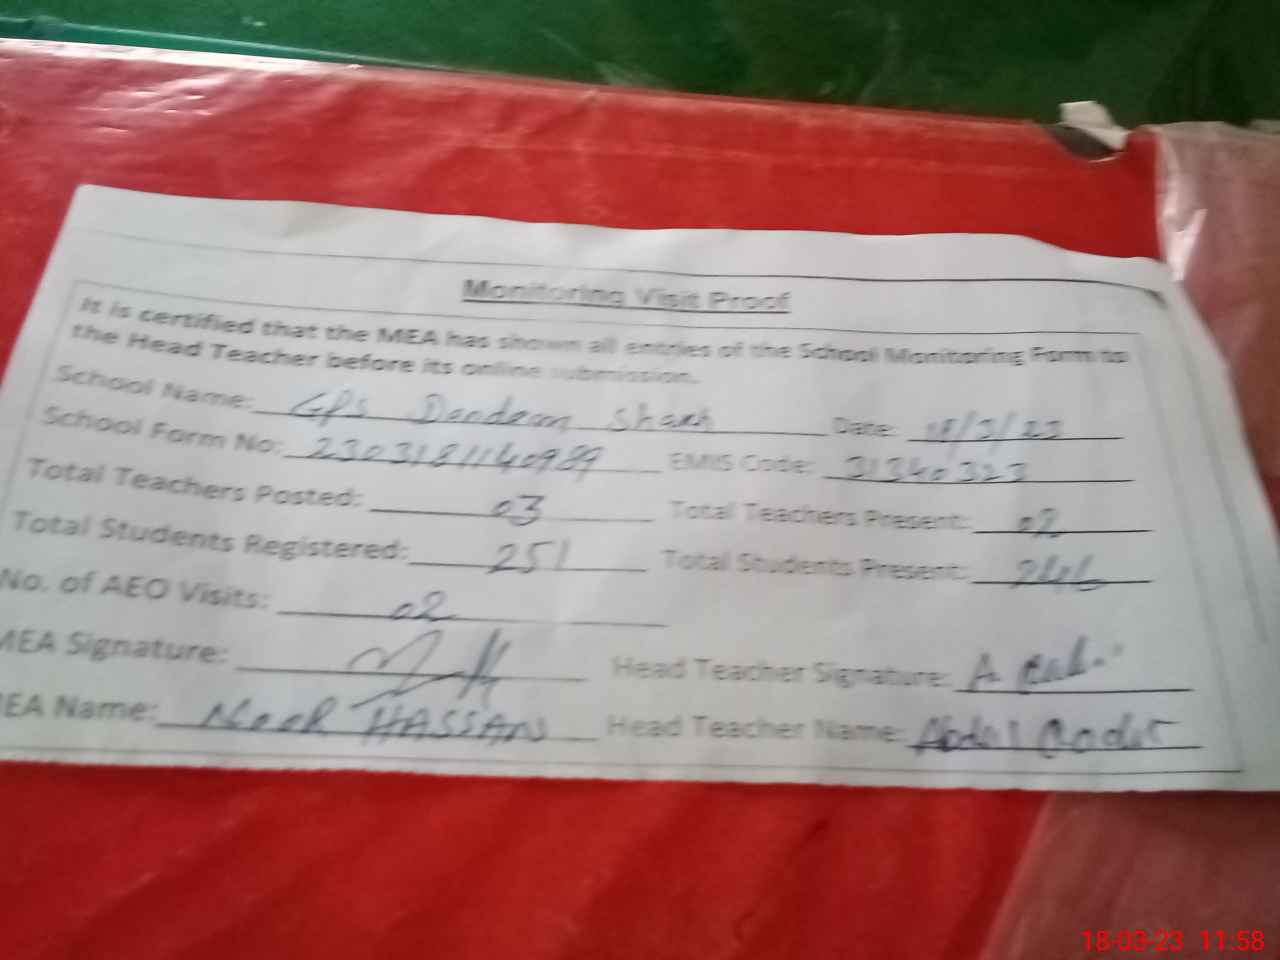 Monitoring Visit Proof
It is certified that the MEA has shown all entries of the School Monitoring Form to
the Head Teacher before its online submission.
School Name: GPS Shah Date: 18/3/23
School Form No: 2303181140989 EMIS Code: 31340323
Total Teachers Posted: 03 Total Teachers Present: 02
Total Students Registered: 251 Total Students Present: 246
No. of AEO Visits: 02
MEA Signature: Head Teacher Signature: A.
MEA Name: NOOR HASSAN Head Teacher Name: Abdul Qadir
18-03-23 11:58